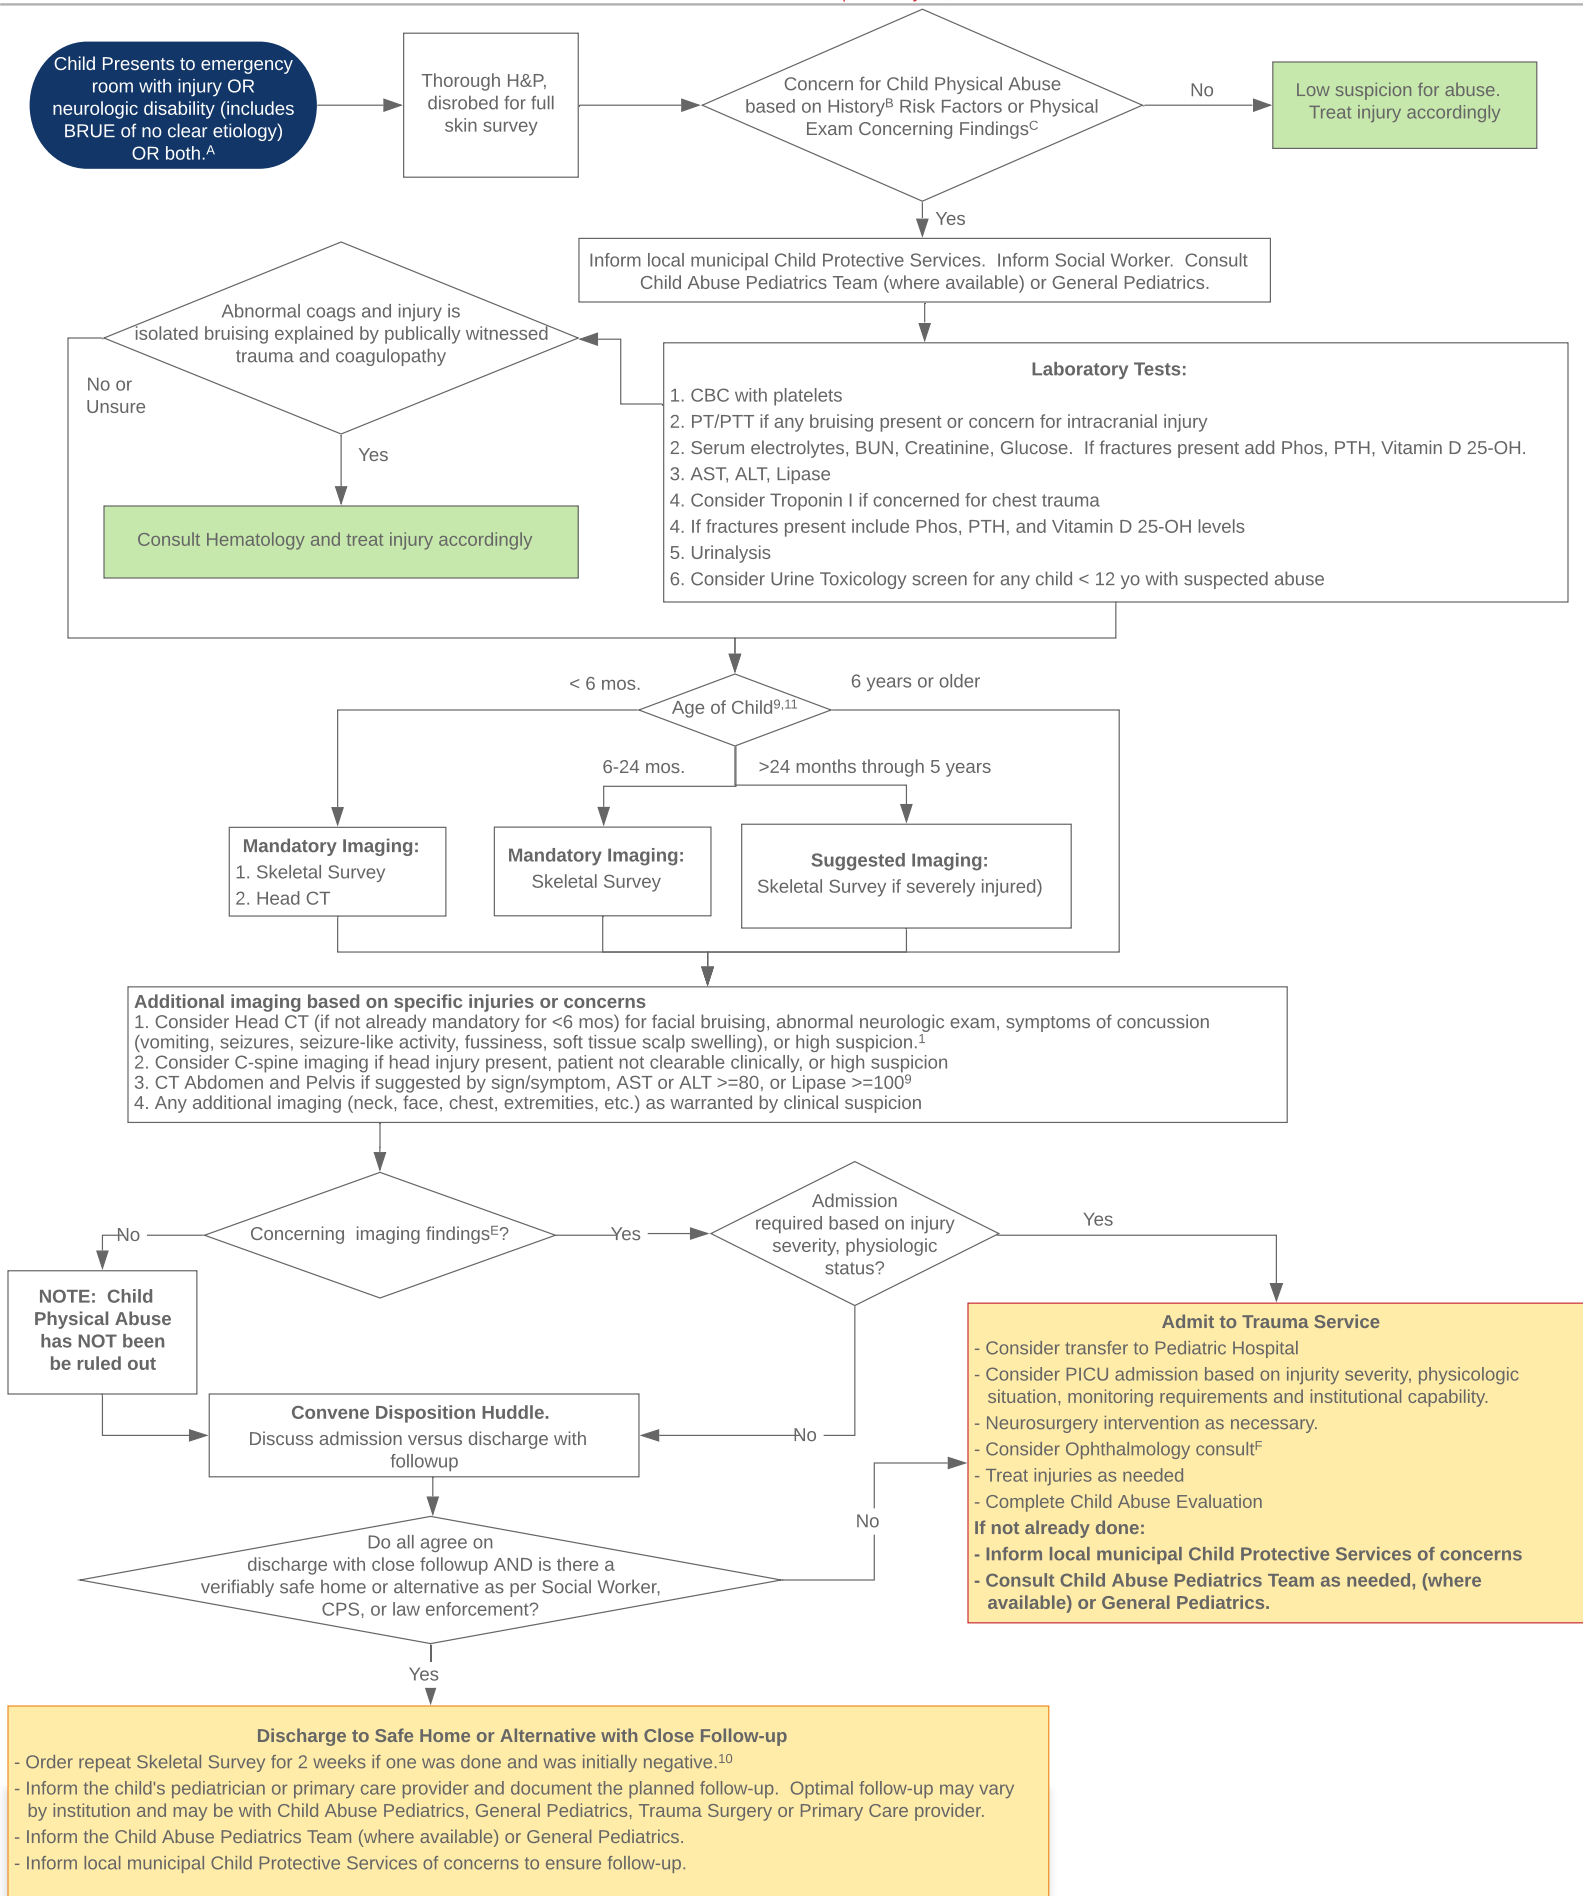 Child Presents to emergency
room with injury OR
neurologic disability (includes
BRUE of no clear etiology)
OR both.ᴬ
Thorough H&P,
disrobed for full
skin survey
Concern for Child Physical Abuse
based on Historyᴮ Risk Factors or Physical
Exam Concerning Findingsꟲ
No
Low suspicion for abuse.
Treat injury accordingly
Yes
Inform local municipal Child Protective Services.  Inform Social Worker.  Consult
Child Abuse Pediatrics Team (where available) or General Pediatrics.
Abnormal coags and injury is
isolated bruising explained by publically witnessed
trauma and coagulopathy
No or
Unsure
Yes
Consult Hematology and treat injury accordingly
Laboratory Tests:
1. CBC with platelets
2. PT/PTT if any bruising present or concern for intracranial injury
2. Serum electrolytes, BUN, Creatinine, Glucose.  If fractures present add Phos, PTH, Vitamin D 25-OH.
3. AST, ALT, Lipase
4. Consider Troponin I if concerned for chest trauma
4. If fractures present include Phos, PTH, and Vitamin D 25-OH levels
5. Urinalysis
6. Consider Urine Toxicology screen for any child < 12 yo with suspected abuse
< 6 mos.
Age of Child⁹,¹¹
6 years or older
6-24 mos.
>24 months through 5 years
Mandatory Imaging:
1. Skeletal Survey
2. Head CT
Mandatory Imaging:
Skeletal Survey
Suggested Imaging:
Skeletal Survey if severely injured)
Additional imaging based on specific injuries or concerns
1. Consider Head CT (if not already mandatory for <6 mos) for facial bruising, abnormal neurologic exam, symptoms of concussion
(vomiting, seizures, seizure-like activity, fussiness, soft tissue scalp swelling), or high suspicion.¹
2. Consider C-spine imaging if head injury present, patient not clearable clinically, or high suspicion
3. CT Abdomen and Pelvis if suggested by sign/symptom, AST or ALT >=80, or Lipase >=100⁹
4. Any additional imaging (neck, face, chest, extremities, etc.) as warranted by clinical suspicion
No
Concerning  imaging findingsᴱ?
Yes
Admission
required based on injury
severity, physiologic
status?
Yes
NOTE:  Child
Physical Abuse
has NOT been
be ruled out
Convene Disposition Huddle.
Discuss admission versus discharge with
followup
No
Admit to Trauma Service
- Consider transfer to Pediatric Hospital
- Consider PICU admission based on injurity severity, physicologic
situation, monitoring requirements and institutional capability.
- Neurosurgery intervention as necessary.
- Consider Ophthalmology consultF
- Treat injuries as needed
- Complete Child Abuse Evaluation
If not already done:
- Inform local municipal Child Protective Services of concerns
- Consult Child Abuse Pediatrics Team as needed, (where
available) or General Pediatrics.
Do all agree on
discharge with close followup AND is there a
verifiably safe home or alternative as per Social Worker,
CPS, or law enforcement?
No
Yes
Discharge to Safe Home or Alternative with Close Follow-up
- Order repeat Skeletal Survey for 2 weeks if one was done and was initially negative.¹⁰
- Inform the child's pediatrician or primary care provider and document the planned follow-up.  Optimal follow-up may vary
by institution and may be with Child Abuse Pediatrics, General Pediatrics, Trauma Surgery or Primary Care provider.
- Inform the Child Abuse Pediatrics Team (where available) or General Pediatrics.
- Inform local municipal Child Protective Services of concerns to ensure follow-up.